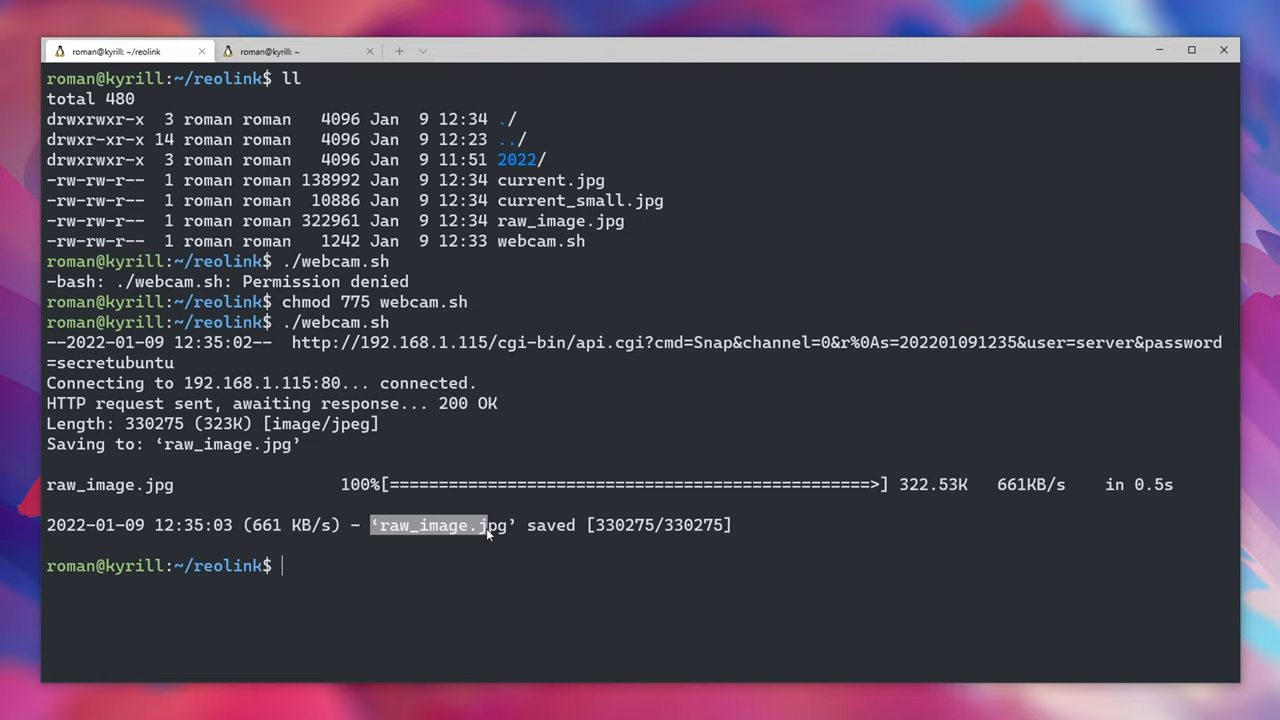 roman@kyrill: ~/reolink
roman@kyrill: ~
roman@kyrill:~/reolink$ ll
total 480
drwxrwxr-x  3 roman roman   4096 Jan  9 12:34 ./
drwxr-xr-x 14 roman roman   4096 Jan  9 12:23 ../
drwxrwxr-x  3 roman roman   4096 Jan  9 11:51 2022/
-rw-rw-r--  1 roman roman 138992 Jan  9 12:34 current.jpg
-rw-rw-r--  1 roman roman  10886 Jan  9 12:34 current_small.jpg
-rw-rw-r--  1 roman roman 322961 Jan  9 12:34 raw_image.jpg
-rw-rw-r--  1 roman roman   1242 Jan  9 12:33 webcam.sh
roman@kyrill:~/reolink$ ./webcam.sh
-bash: ./webcam.sh: Permission denied
roman@kyrill:~/reolink$ chmod 775 webcam.sh
roman@kyrill:~/reolink$ ./webcam.sh
--2022-01-09 12:35:02--  http://192.168.1.115/cgi-bin/api.cgi?cmd=Snap&channel=0&r%0As=202201091235&user=server&password
=secretubuntu
Connecting to 192.168.1.115:80... connected.
HTTP request sent, awaiting response... 200 OK
Length: 330275 (323K) [image/jpeg]
Saving to: ‘raw_image.jpg’
raw_image.jpg                 100%[=================================================>] 322.53K   661KB/s    in 0.5s
2022-01-09 12:35:03 (661 KB/s) - ‘raw_image.jpg’ saved [330275/330275]
roman@kyrill:~/reolink$